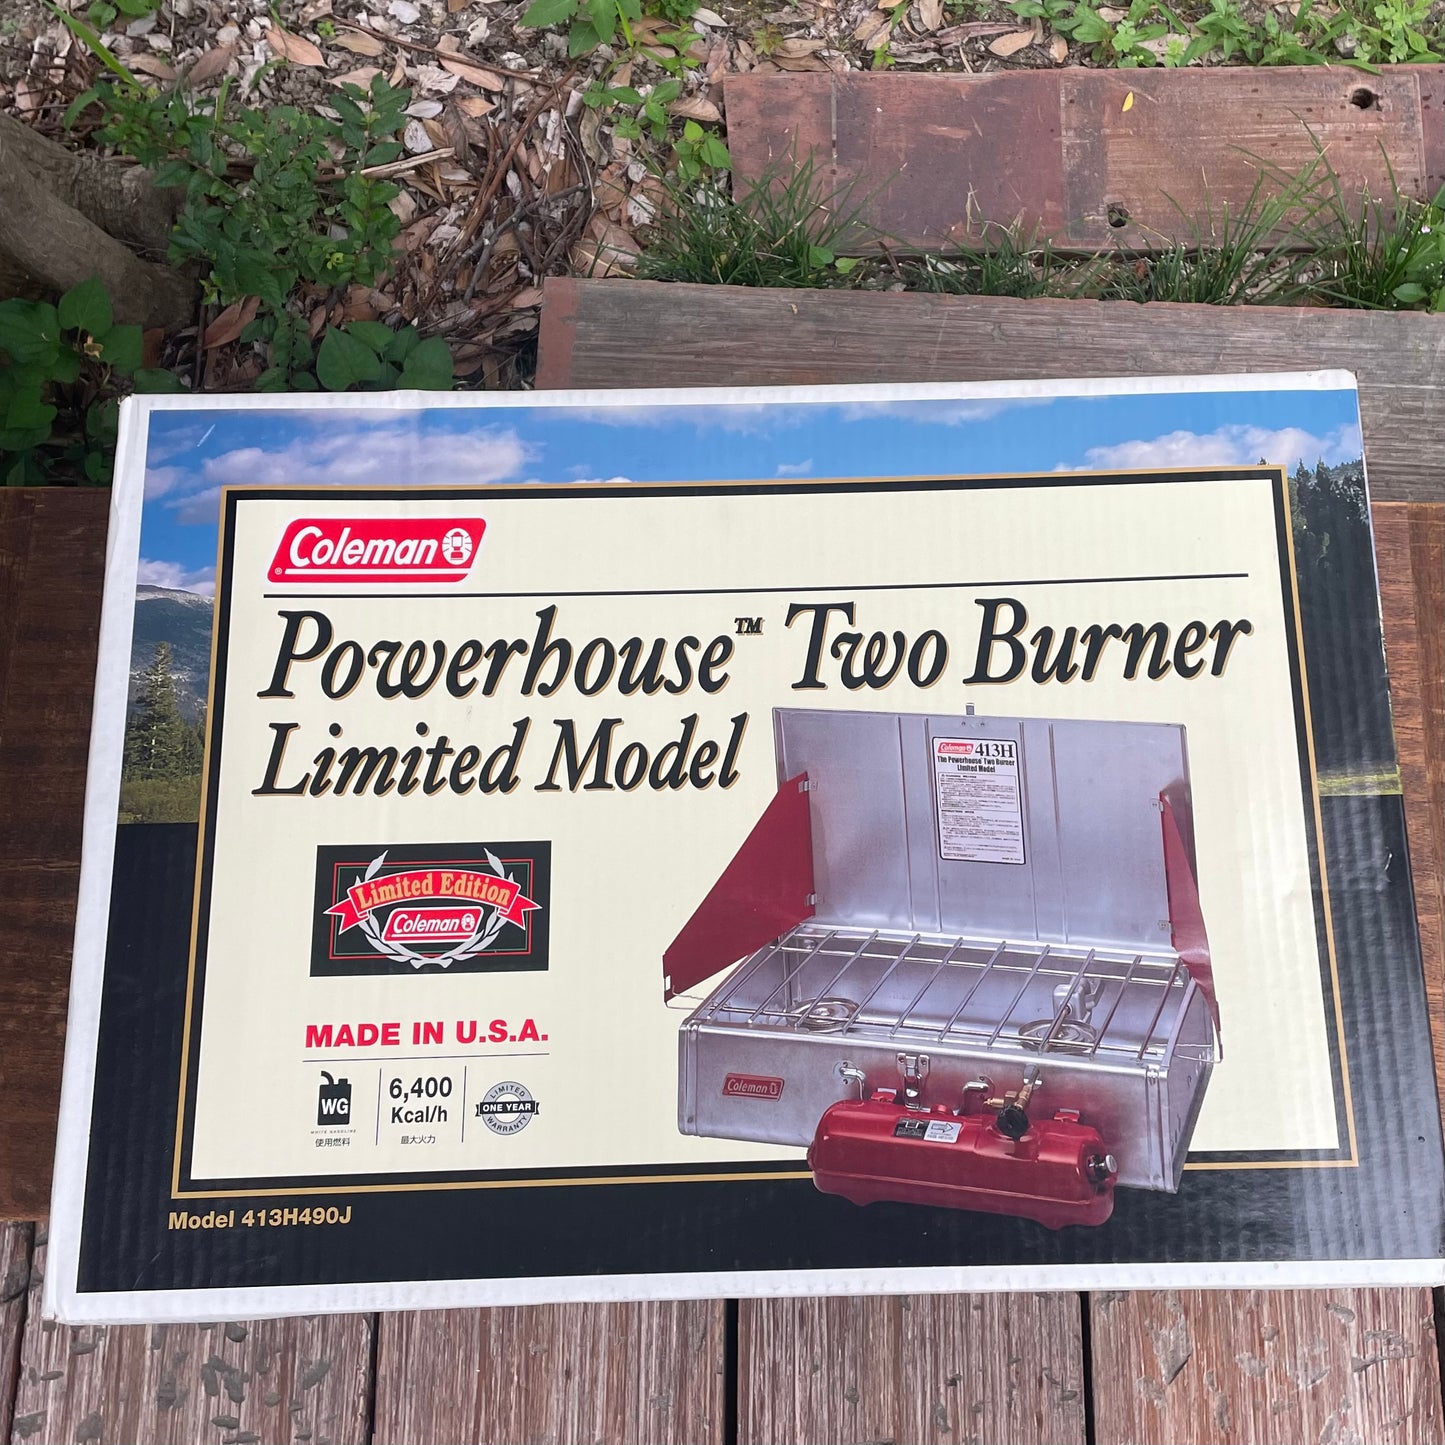 Coleman
Powerhouse™ Two Burner
Limited Model
Coleman 413H
The Powerhouse Two Burner
Limited Model
Limited Edition
Coleman
MADE IN U.S.A.
WG
WHITE GASOLINE
使用燃料
6,400
Kcal/h
最大火力
LIMITED
ONE YEAR
WARRANTY
Coleman
Model 413H490J